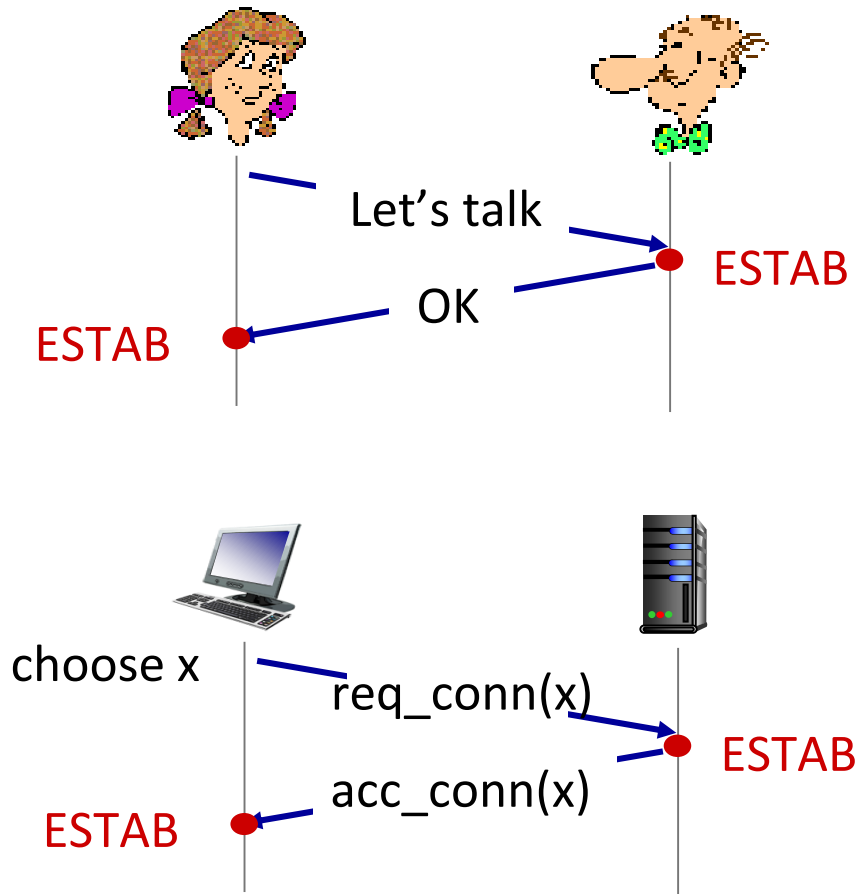 Let’s talk
ESTAB
OK
ESTAB
choose x
req_conn(x)
ESTAB
acc_conn(x)
ESTAB